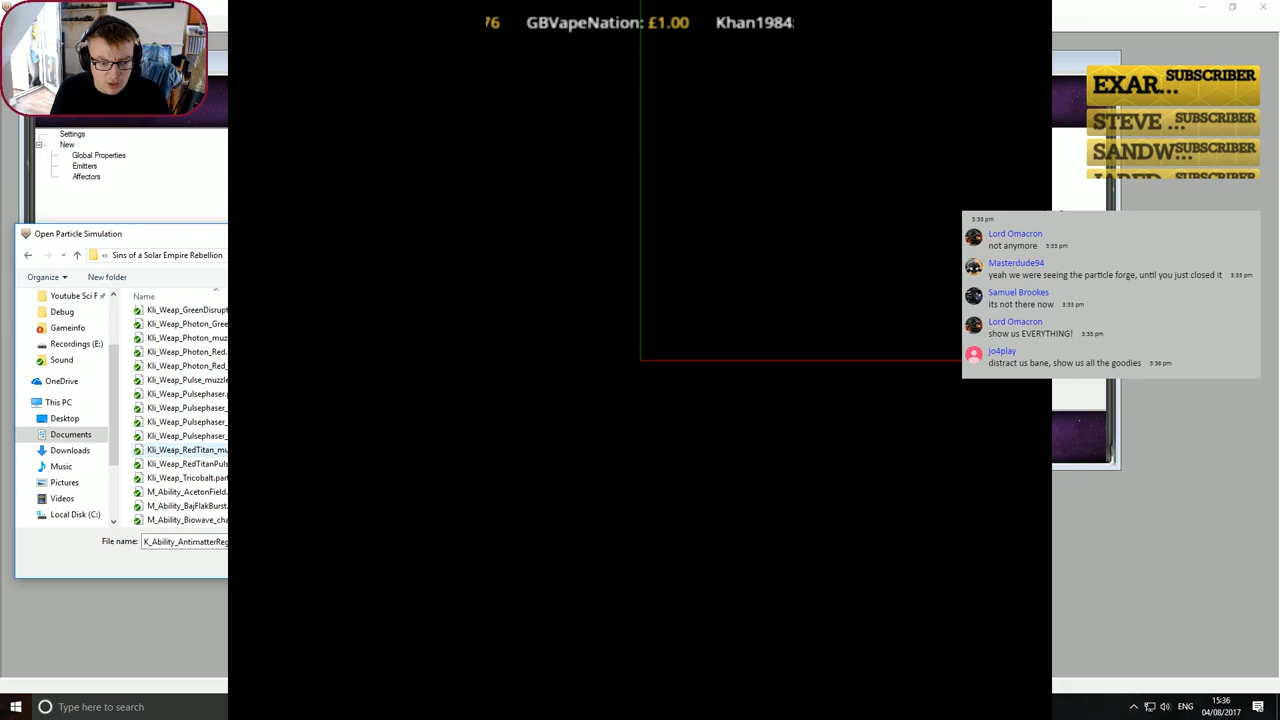 76 GBVapeNation: £1.00 Khan1984:
EXAR... SUBSCRIBER
STEVE ... SUBSCRIBER
SANDW... SUBSCRIBER
JARED SUBSCRIBER
Settings
New
Global Properties
Emitters
Affectors
Open Particle Simulation
« Sins of a Solar Empire Rebellion
Organize
New folder
Youtube Sci F
Debug
Gameinfo
Recordings (E:)
Sound
OneDrive
This PC
Desktop
Documents
Downloads
Music
Pictures
Videos
Local Disk (C:)
Name
Kli_Weap_GreenDisrupt
Kli_Weap_Photon_Gree
Kli_Weap_Photon_muz
Kli_Weap_Photon_Red.
Kli_Weap_Photon_Red_
Kli_Weap_Pulse_muzzle
Kli_Weap_Pulsephaser.p
Kli_Weap_Pulsephaser_
Kli_Weap_Pulsephaser_
Kli_Weap_Pulsephaser_
Kli_Weap_RedTitan_mu
Kli_Weap_RedTitanPuls
Kli_Weap_Tricobalt.part
M_Ability_AcetonField.
M_Ability_BajFlakBurst.
M_Ability_Biowave_cha
File name: K_Ability_AntimatterReg
3:33 pm
Lord Omacron
not anymore 3:33 pm
Masterdude94
yeah we were seeing the particle forge, until you just closed it 3:33 pm
Samuel Brookes
its not there now 3:33 pm
Lord Omacron
show us EVERYTHING! 3:35 pm
jo4play
distract us bane, show us all the goodies 3:36 pm
Type here to search
ENG
15:36
04/08/2017